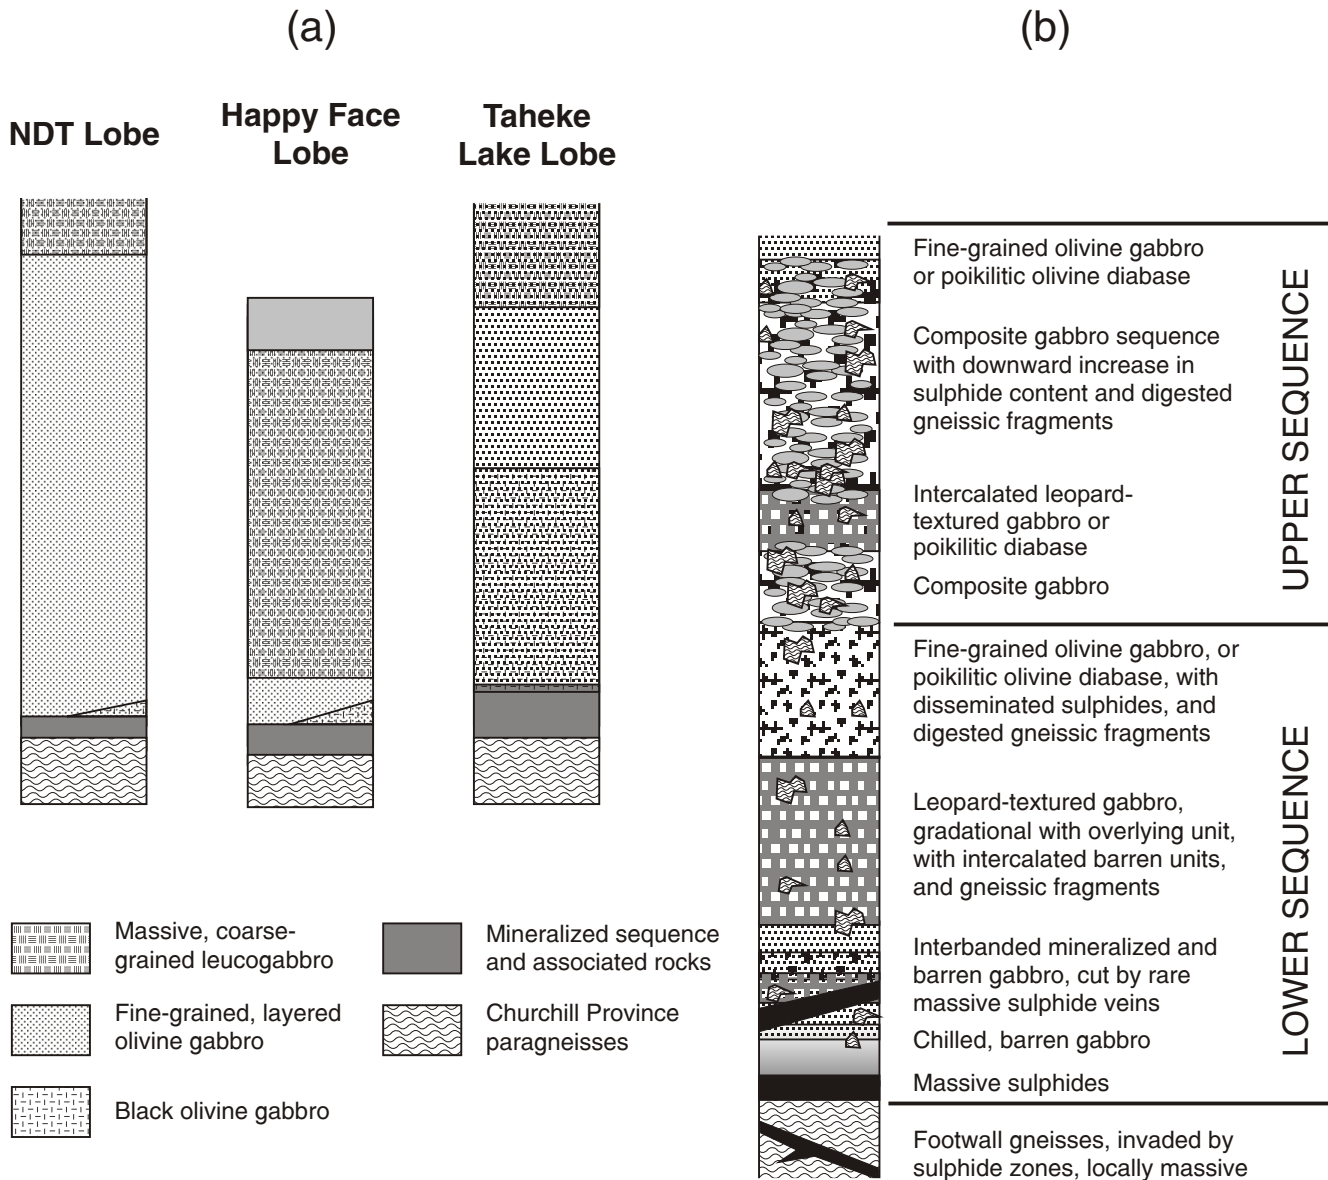 (a)
NDT Lobe
Happy Face
Lobe
Taheke
Lake Lobe
Massive, coarse-
grained leucogabbro
Fine-grained, layered
olivine gabbro
Black olivine gabbro
Mineralized sequence
and associated rocks
Churchill Province
paragneisses
(b)
Fine-grained olivine gabbro
or poikilitic olivine diabase
Composite gabbro sequence
with downward increase in
sulphide content and digested
gneissic fragments
Intercalated leopard-
textured gabbro or
poikilitic diabase
Composite gabbro
UPPER SEQUENCE
Fine-grained olivine gabbro, or
poikilitic olivine diabase, with
disseminated sulphides, and
digested gneissic fragments
Leopard-textured gabbro,
gradational with overlying unit,
with intercalated barren units,
and gneissic fragments
Interbanded mineralized and
barren gabbro, cut by rare
massive sulphide veins
Chilled, barren gabbro
Massive sulphides
LOWER SEQUENCE
Footwall gneisses, invaded by
sulphide zones, locally massive